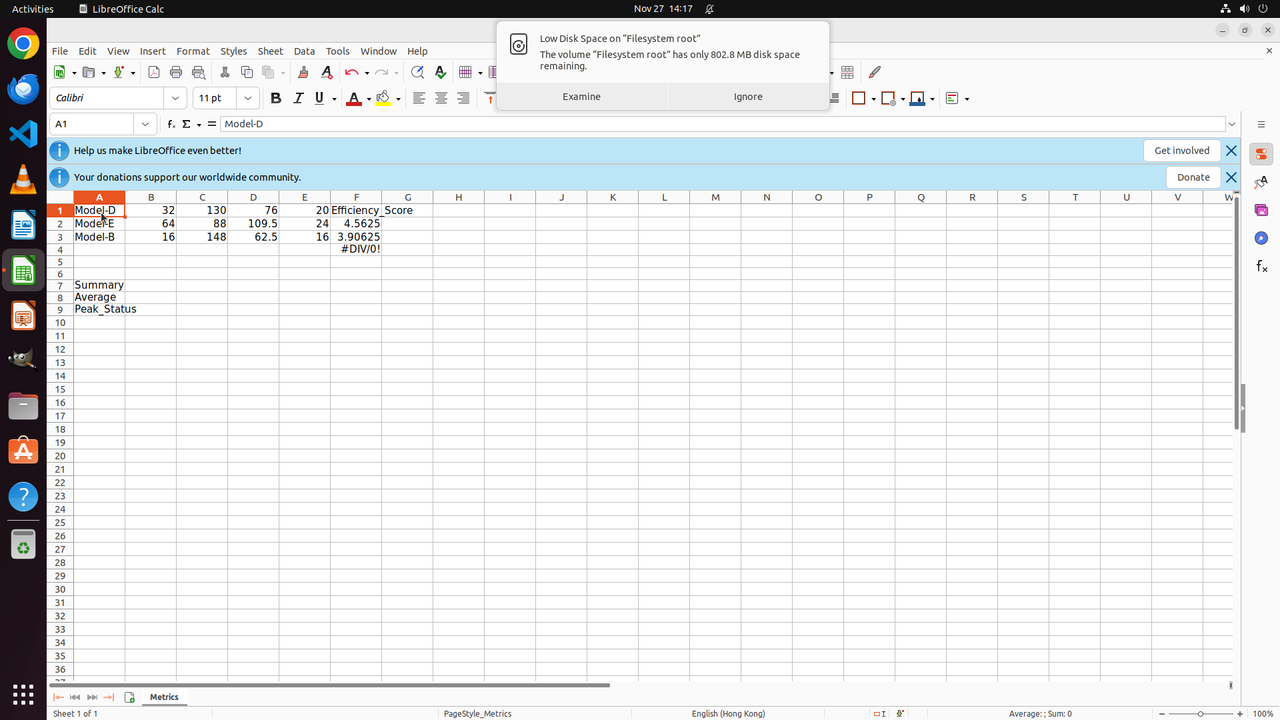 Activities
LibreOffice Calc
Nov 27 14:17
Low Disk Space on “Filesystem root”
The volume “Filesystem root” has only 802.8 MB disk space
remaining.
Examine
Ignore
File Edit View Insert Format Styles Sheet Data Tools Window Help
Calibri
11 pt
A1
Model-D
Help us make LibreOffice even better!
Get involved
Your donations support our worldwide community.
Donate
A B C D E F G H I J K L M N O P Q R S T U V W
1 Model-D 32 130 76 20 Efficiency_Score
2 Model-E 64 88 109.5 24 4.5625
3 Model-B 16 148 62.5 16 3.90625
4 #DIV/0!
5
6
7 Summary
8 Average
9 Peak_Status
10
11
12
13
14
15
16
17
18
19
20
21
22
23
24
25
26
27
28
29
30
31
32
33
34
35
36
Metrics
Sheet 1 of 1
PageStyle_Metrics
English (Hong Kong)
Average: ; Sum: 0
100%